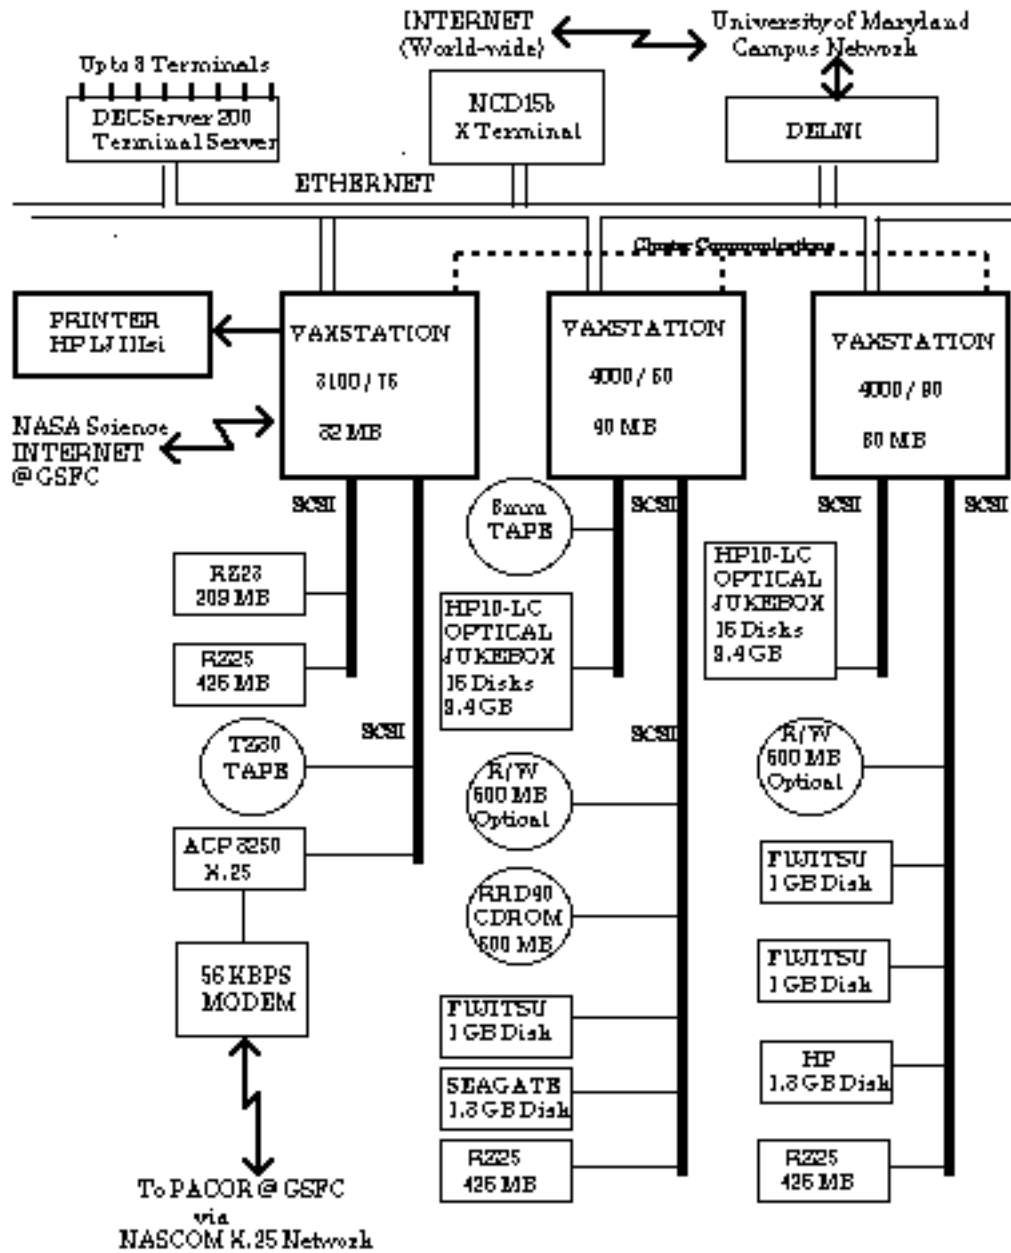 INTERNET
(World-wide)
University of Maryland
Campus Network
Up to 8 Terminals
DECServer 200
Terminal Server
NCD15b
X Terminal
DELNI
ETHERNET
Cluster Communications
PRINTER
HP LJ IIIsi
VAXSTATION
3100 / 76
32 MB
VAXSTATION
4000 / 60
40 MB
VAXSTATION
4000 / 90
80 MB
NASA Science
INTERNET
@ GSFC
SCSI
SCSI
SCSI
SCSI
8mm
TAPE
RZ23
209 MB
HP10-LC
OPTICAL
JUKEBOX
16 Disks
9.4 GB
HP10-LC
OPTICAL
JUKEBOX
16 Disks
9.4 GB
RZ25
426 MB
SCSI
SCSI
TZ30
TAPE
R/W
600 MB
Optical
R/W
600 MB
Optical
ACP 3250
X.25
RRD40
CDROM
600 MB
FUJITSU
1 GB Disk
56 KBPS
MODEM
FUJITSU
1 GB Disk
FUJITSU
1 GB Disk
SEAGATE
1.3 GB Disk
HP
1.3 GB Disk
RZ25
426 MB
RZ25
426 MB
To PACOR @ GSFC
via
NASCOM X.25 Network